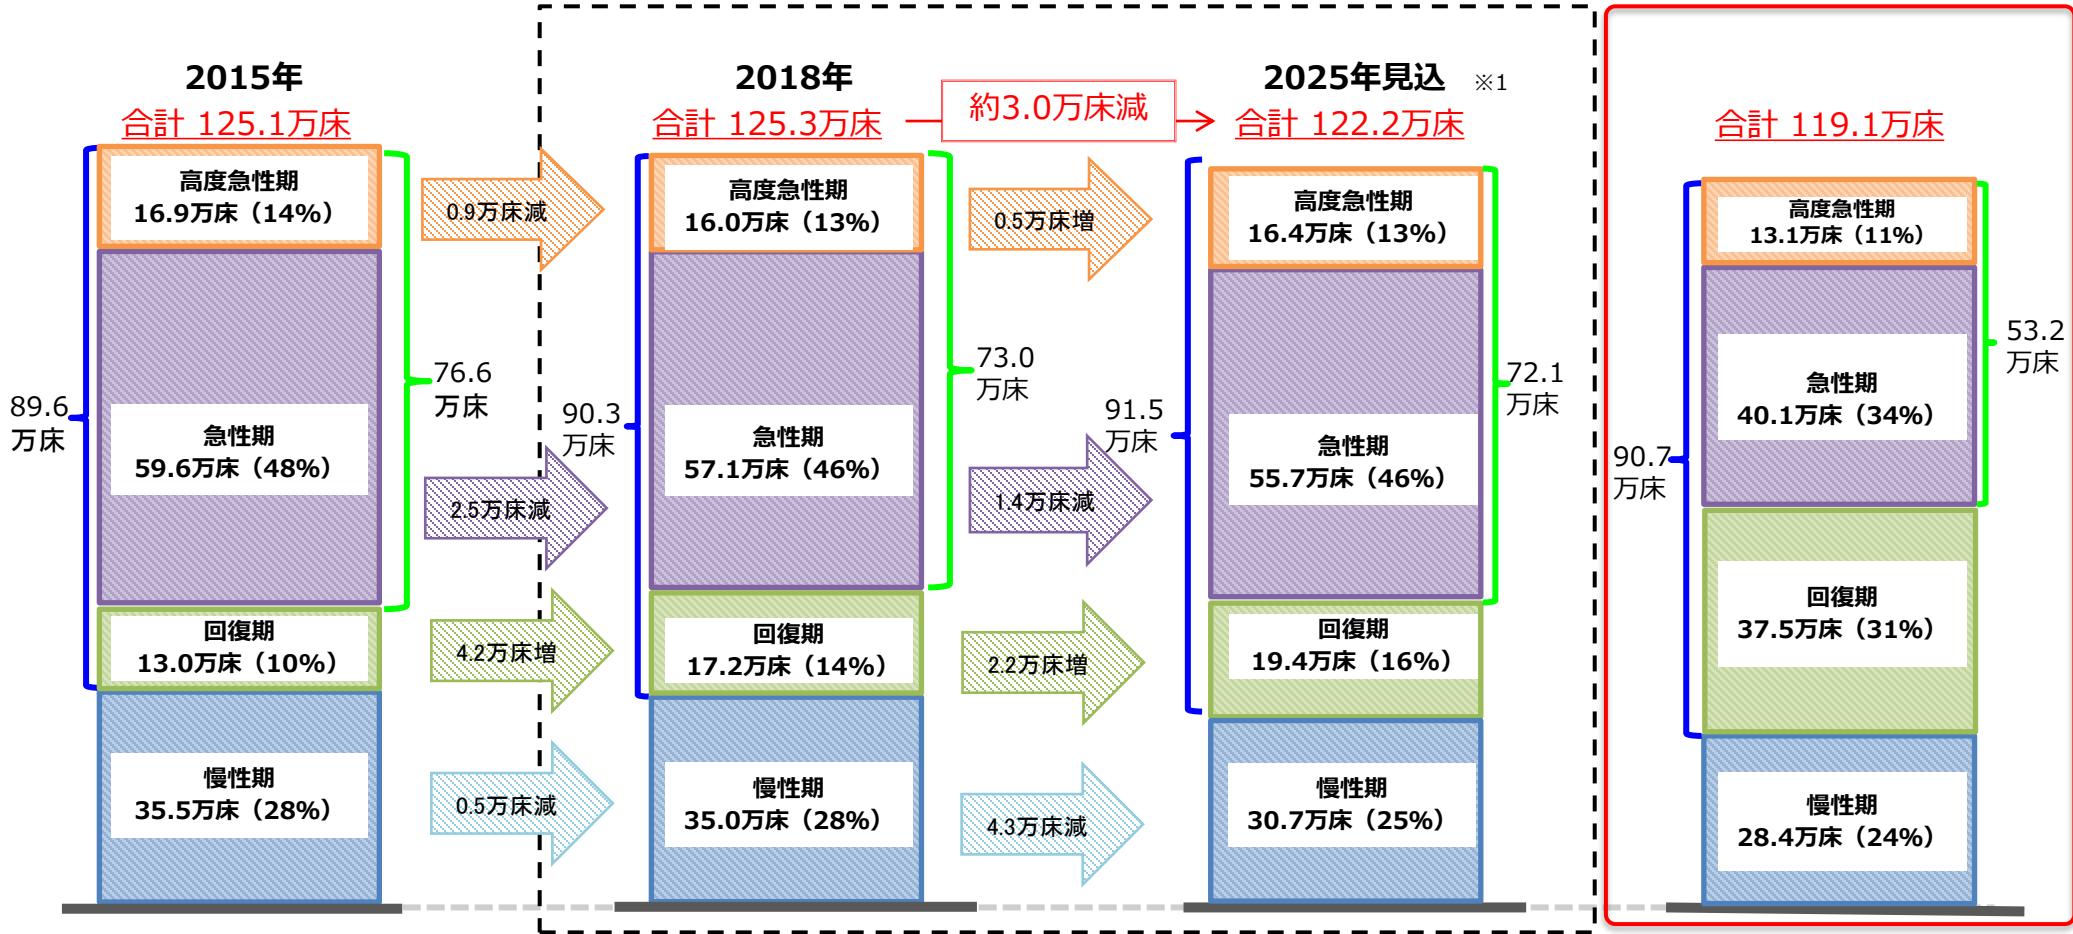 2015年
合計 125.1万床
高度急性期
16.9万床（14%）
急性期
59.6万床（48%）
回復期
13.0万床（10%）
慢性期
35.5万床（28%）
89.6
万床
76.6
万床
0.9万床減
2.5万床減
4.2万床増
0.5万床減
2018年
合計 125.3万床
高度急性期
16.0万床（13%）
急性期
57.1万床（46%）
回復期
17.2万床（14%）
慢性期
35.0万床（28%）
90.3
万床
73.0
万床
約3.0万床減
0.5万床増
1.4万床減
2.2万床増
4.3万床減
2025年見込 ※1
合計 122.2万床
高度急性期
16.4万床（13%）
急性期
55.7万床（46%）
回復期
19.4万床（16%）
慢性期
30.7万床（25%）
91.5
万床
72.1
万床
合計 119.1万床
高度急性期
13.1万床（11%）
急性期
40.1万床（34%）
回復期
37.5万床（31%）
慢性期
28.4万床（24%）
90.7
万床
53.2
万床